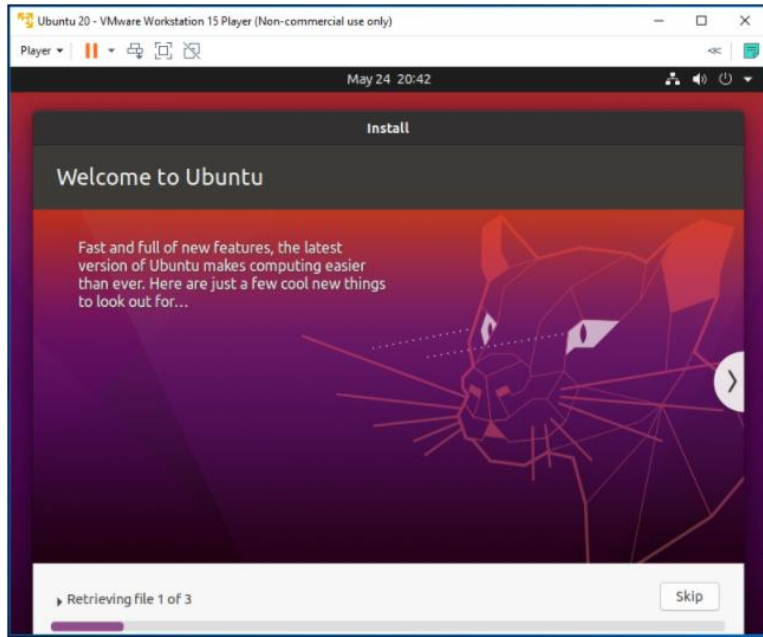 Ubuntu 20 - VMware Workstation 15 Player (Non-commercial use only)
Player
May 24 20:42
Install
Welcome to Ubuntu
Fast and full of new features, the latest
version of Ubuntu makes computing easier
than ever. Here are just a few cool new things
to look out for...
Retrieving file 1 of 3
Skip